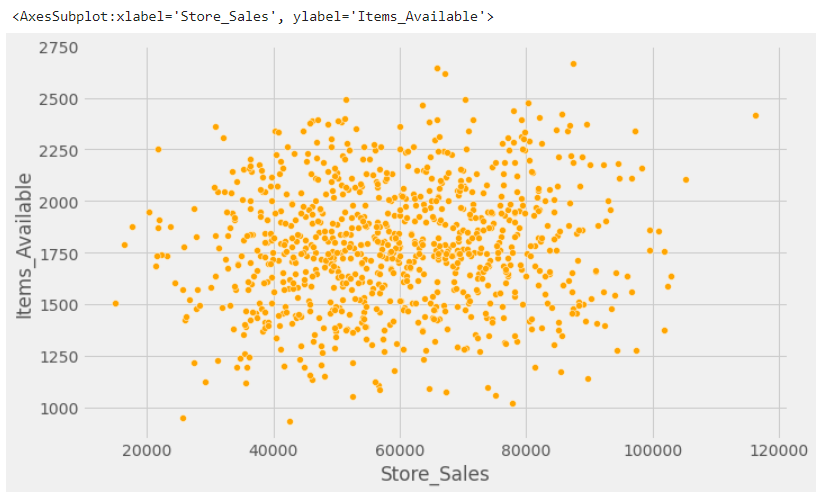 <AxesSubplot:xlabel='Store_Sales', ylabel='Items_Available'>
2750
2500
2250
2000
1750
1500
1250
1000
Items_Available
20000 40000 60000 80000 100000 120000
Store_Sales